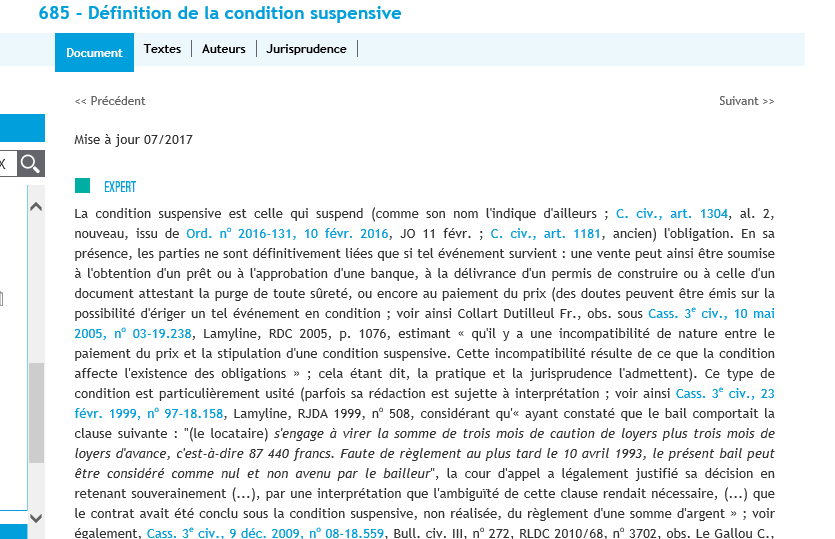 685 - Définition de la condition suspensive
Document Textes Auteurs Jurisprudence
<< Précédent Suivant >>
Mise à jour 07/2017
X
EXPERT
La condition suspensive est celle qui suspend (comme son nom l'indique d'ailleurs ; C. civ., art. 1304, al. 2,
nouveau, issu de Ord. nº 2016-131, 10 févr. 2016, JO 11 févr. ; C. civ., art. 1181, ancien) l'obligation. En sa
présence, les parties ne sont définitivement liées que si tel événement survient : une vente peut ainsi être soumise
à l'obtention d'un prêt ou à l'approbation d'une banque, à la délivrance d'un permis de construire ou à celle d'un
document attestant la purge de toute sûreté, ou encore au paiement du prix (des doutes peuvent être émis sur la
possibilité d'ériger un tel événement en condition ; voir ainsi Collart Dutilleul Fr., obs. sous Cass. 3e civ., 10 mai
2005, nº 03-19.238, Lamyline, RDC 2005, p. 1076, estimant « qu'il y a une incompatibilité de nature entre le
paiement du prix et la stipulation d'une condition suspensive. Cette incompatibilité résulte de ce que la condition
affecte l'existence des obligations » ; cela étant dit, la pratique et la jurisprudence l'admettent). Ce type de
condition est particulièrement usité (parfois sa rédaction est sujette à interprétation ; voir ainsi Cass. 3e civ., 23
févr. 1999, nº 97-18.158, Lamyline, RJDA 1999, nº 508, considérant qu'« ayant constaté que le bail comportait la
clause suivante : "(le locataire) s'engage à virer la somme de trois mois de caution de loyers plus trois mois de
loyers d'avance, c'est-à-dire 87 440 francs. Faute de règlement au plus tard le 10 avril 1993, le présent bail peut
être considéré comme nul et non avenu par le bailleur", la cour d'appel a légalement justifié sa décision en
retenant souverainement (...), par une interprétation que l'ambiguïté de cette clause rendait nécessaire, (...) que
le contrat avait été conclu sous la condition suspensive, non réalisée, du règlement d'une somme d'argent » ; voir
également, Cass. 3e civ., 9 déc. 2009, nº 08-18.559, Bull. civ. III, nº 272, RLDC 2010/68, nº 3702, obs. Le Gallou C.,